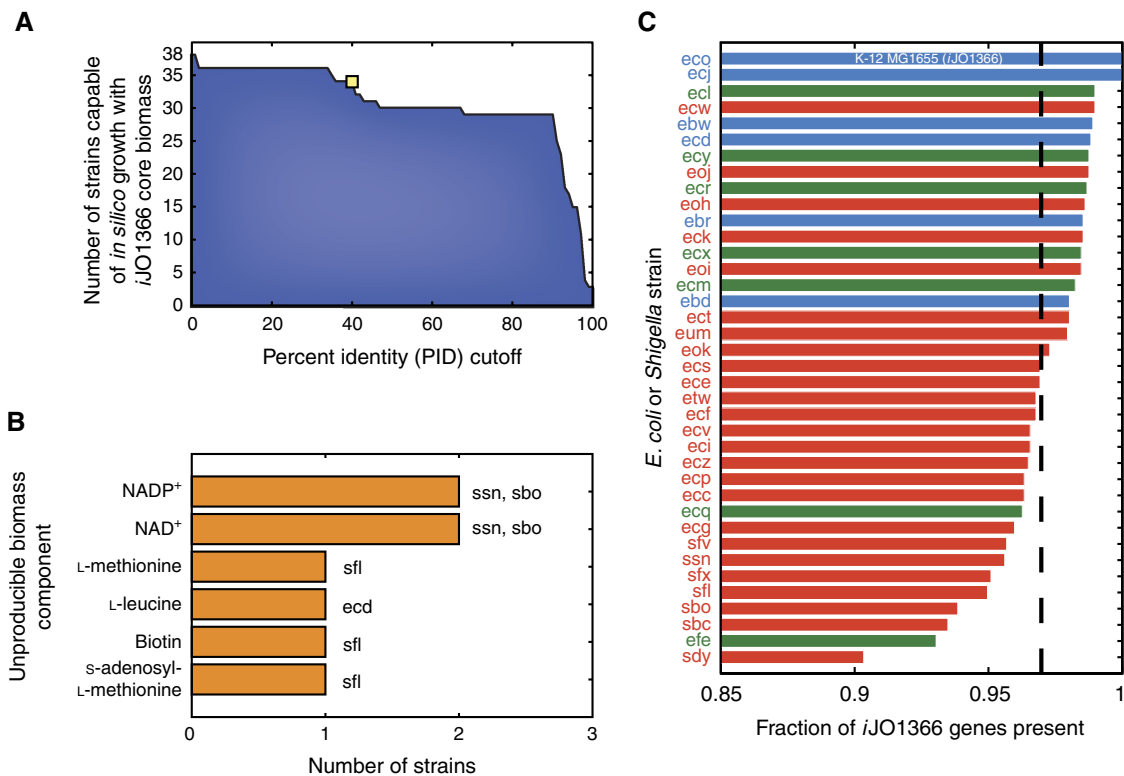 A
Number of strains capable
of in silico growth with
iJO1366 core biomass
38
35
30
25
20
15
10
5
0
0 20 40 60 80 100
Percent identity (PID) cutoff
B
Unproducible biomass
component
NADP+ ssn, sbo
NAD+ ssn, sbo
L-methionine sfl
L-leucine ecd
Biotin sfl
S-adenosyl-
L-methionine sfl
0 1 2 3
Number of strains
C
E. coli or Shigella strain
eco K-12 MG1655 (iJO1366)
ecj
ecl
ecw
ebw
ecd
ecy
eoj
ecr
eoh
ebr
eck
ecx
eoi
ecm
ebd
ect
eum
eok
ecs
ece
etw
ecf
ecv
eci
ecz
ecp
ecc
ecq
ecg
sfv
ssn
sfx
sfl
sbo
sbc
efe
sdy
0.85 0.9 0.95 1
Fraction of iJO1366 genes present